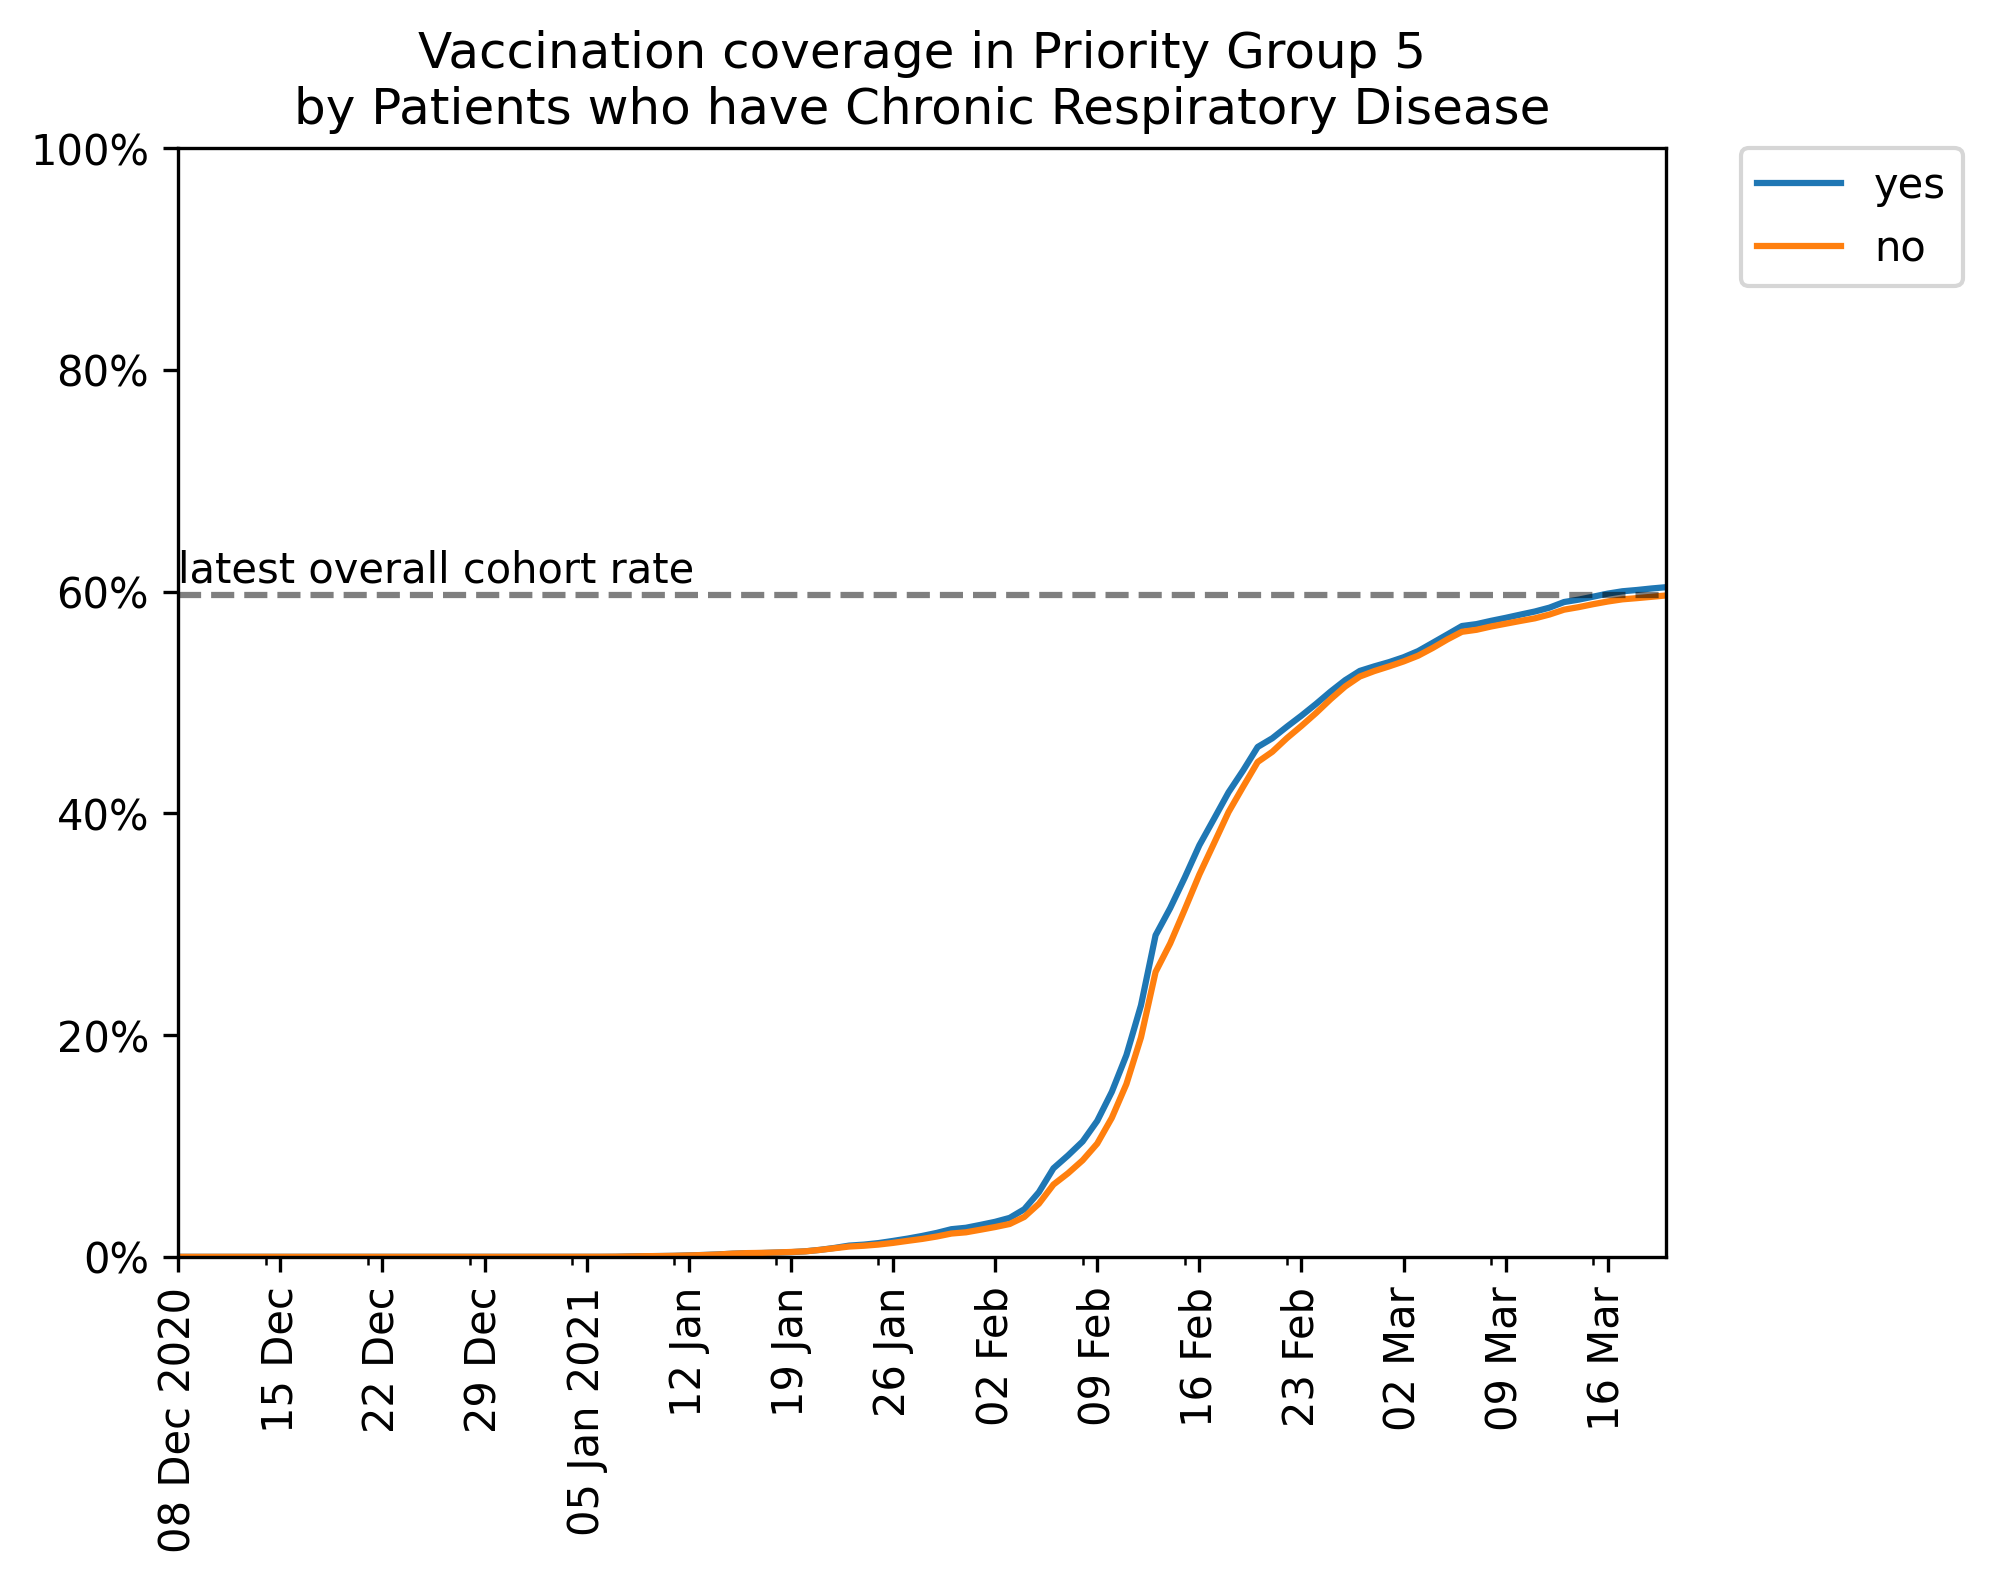 Vaccination coverage in Priority Group 5
by Patients who have Chronic Respiratory Disease
100%
80%
60%
40%
20%
0%
latest overall cohort rate
yes
no
08 Dec 2020
15 Dec
22 Dec
29 Dec
05 Jan 2021
12 Jan
19 Jan
26 Jan
02 Feb
09 Feb
16 Feb
23 Feb
02 Mar
09 Mar
16 Mar